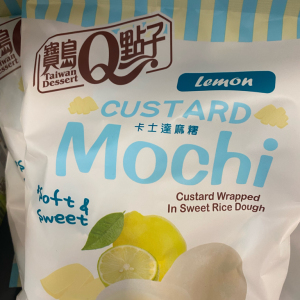 寶島Q點子
Taiwan
Dessert
Lemon
CUSTARD
卡士達麻糬
Mochi
Custard Wrapped
In Sweet Rice Dough
Soft &
Sweet